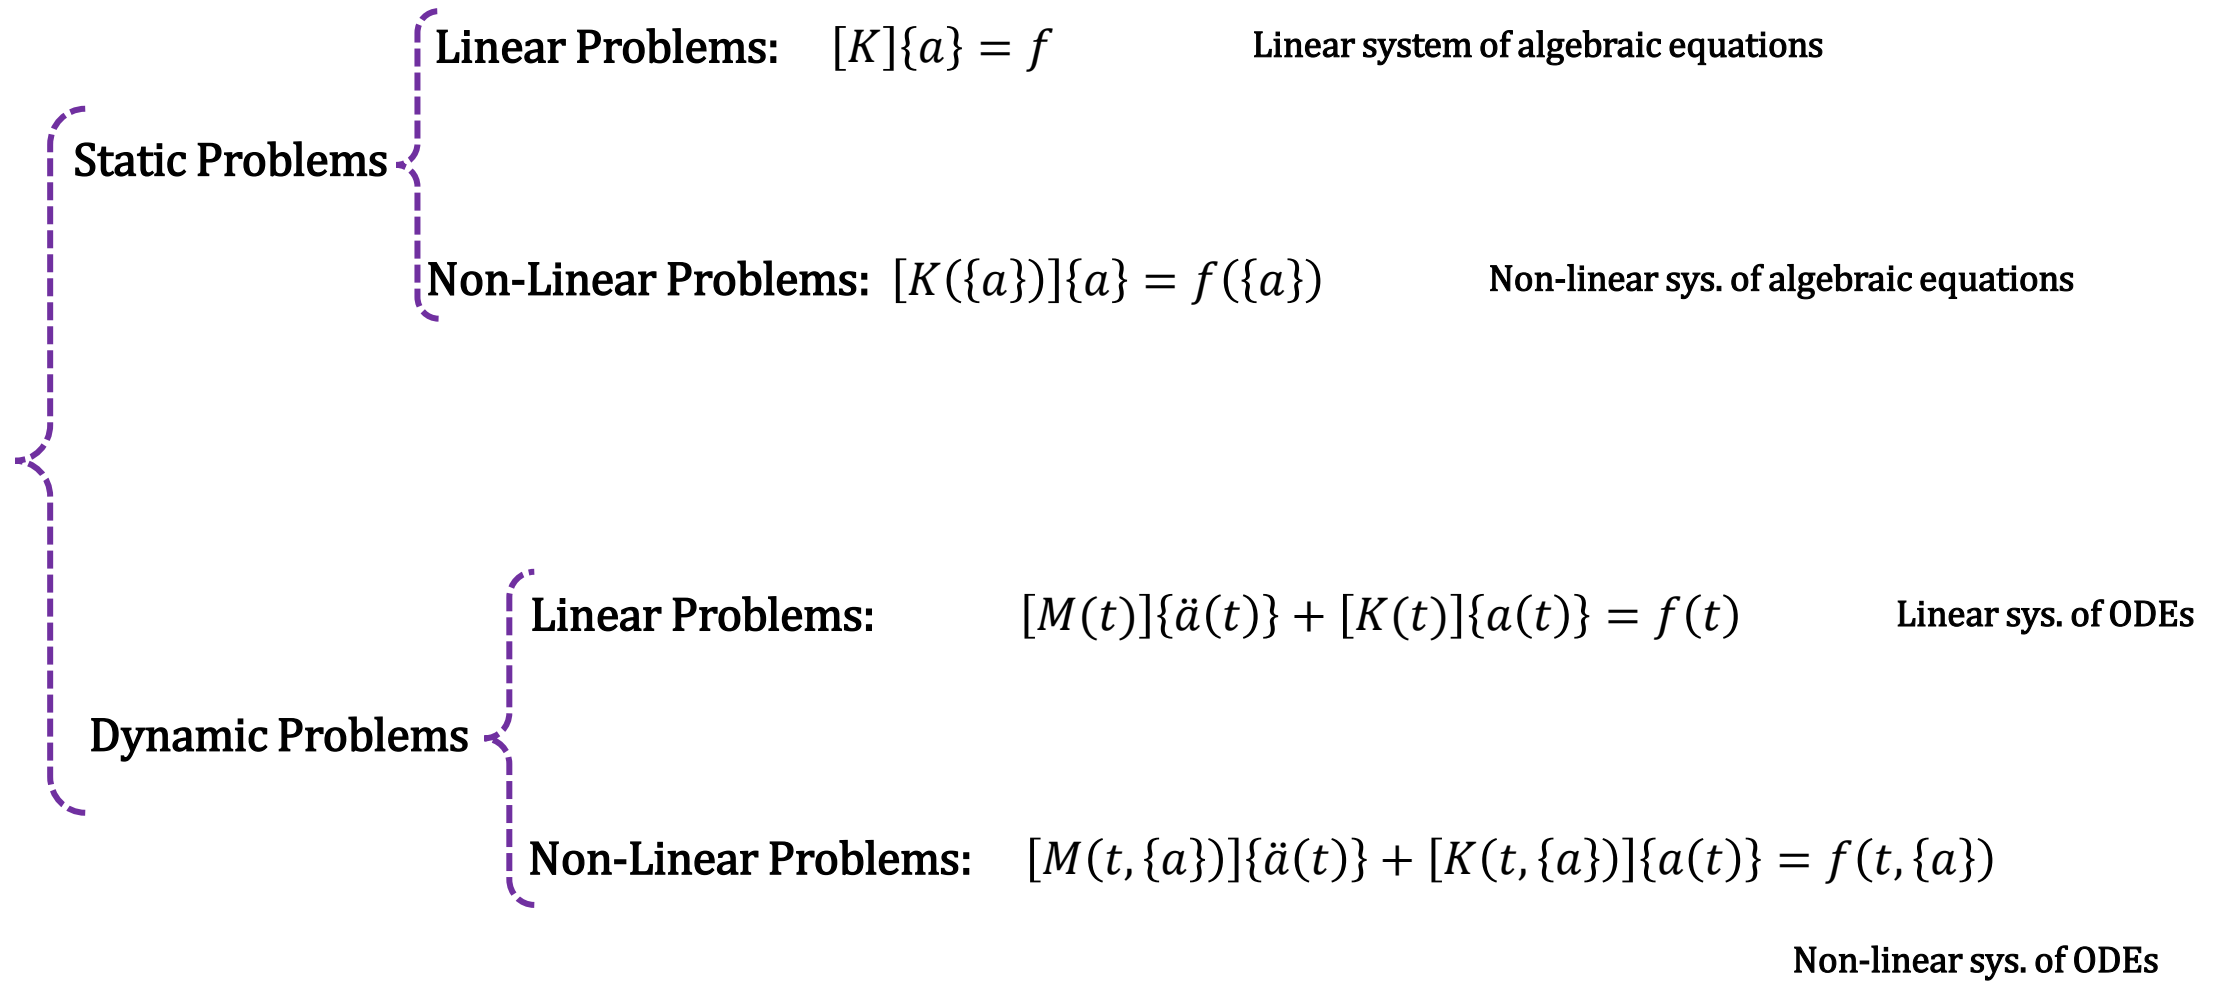 Linear Problems: [K]{a} = f Linear system of algebraic equations
Static Problems
Non-Linear Problems: [K({a})]{a} = f({a}) Non-linear sys. of algebraic equations
Linear Problems: [M(t)]{ä(t)} + [K(t)]{a(t)} = f(t) Linear sys. of ODEs
Dynamic Problems
Non-Linear Problems: [M(t,{a})]{ä(t)} + [K(t,{a})]{a(t)} = f(t,{a})
Non-linear sys. of ODEs